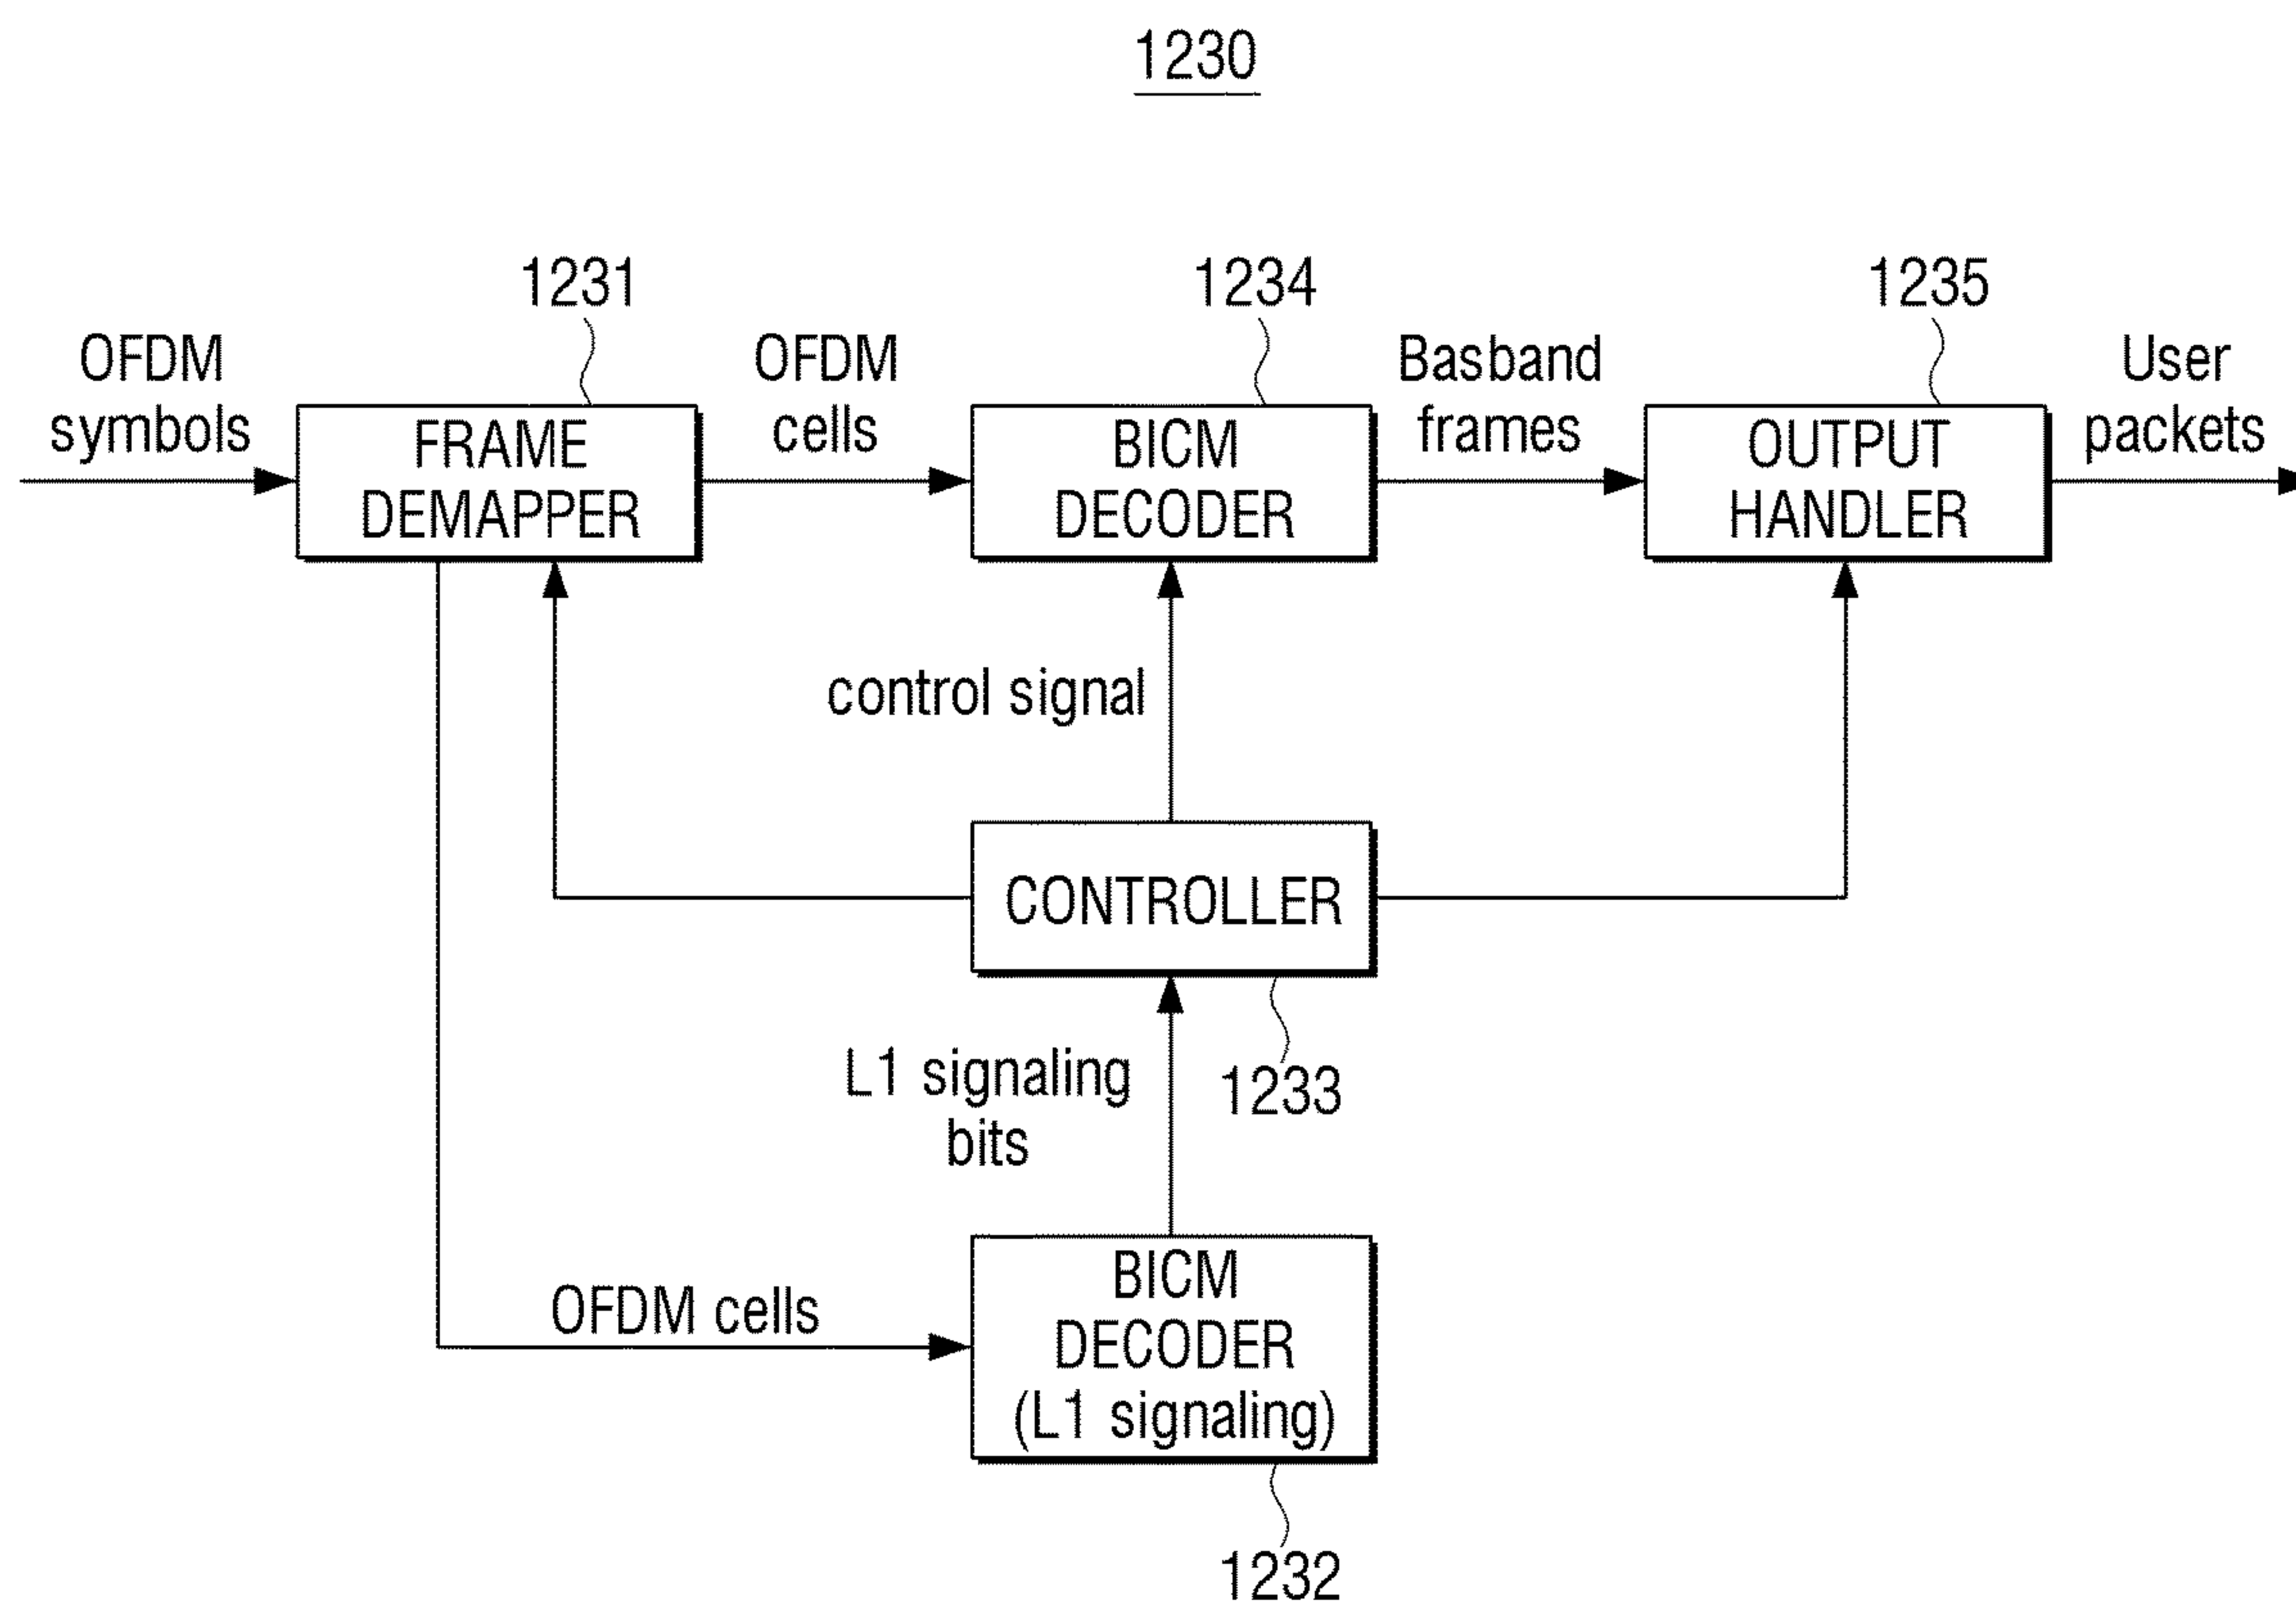 1230
1231
1234
1235
OFDM
symbols
FRAME
DEMAPPER
OFDM
cells
BICM
DECODER
Basband
frames
OUTPUT
HANDLER
User
packets
control signal
CONTROLLER
1233
L1 signaling
bits
OFDM cells
BICM
DECODER
(L1 signaling)
1232